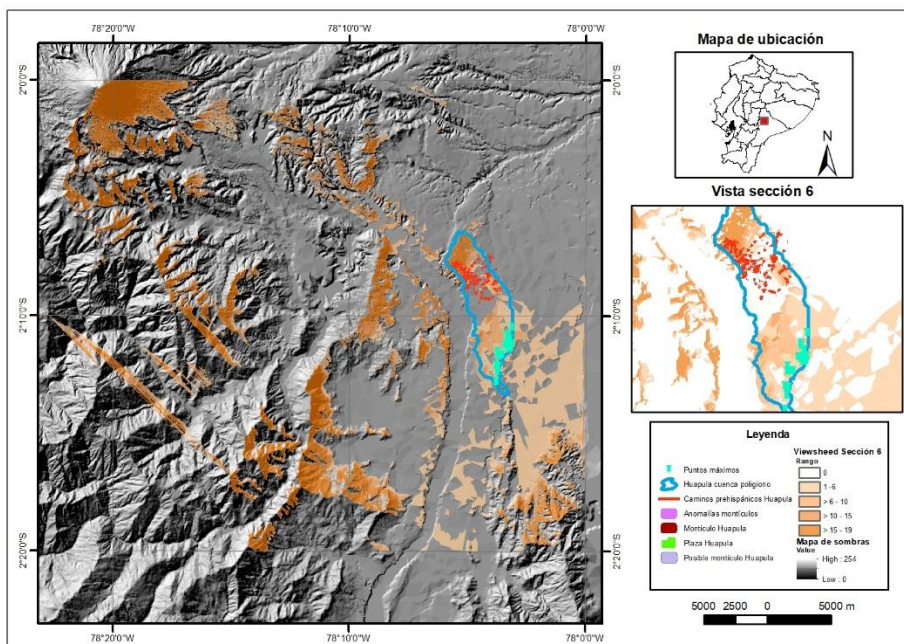 78°20'0"W
78°10'0"W
78°0'0"W
2°0'0"S
2°0'0"S
2°10'0"S
2°10'0"S
2°20'0"S
2°20'0"S
78°20'0"W
78°10'0"W
78°0'0"W
Mapa de ubicación
N
Vista sección 6
Leyenda
Puntos máximos
Huapula cuenca poligiono
Caminos prehispánicos Huapula
Anomalías montículos
Montículo Huapula
Plaza Huapula
Posible montículo Huapula
Viewsheed Sección 6
Rango
0
1 -6
> 6 - 10
> 10 - 15
> 15 - 19
Mapa de sombras
Value
High : 254
Low : 0
5000 2500 0 5000 m